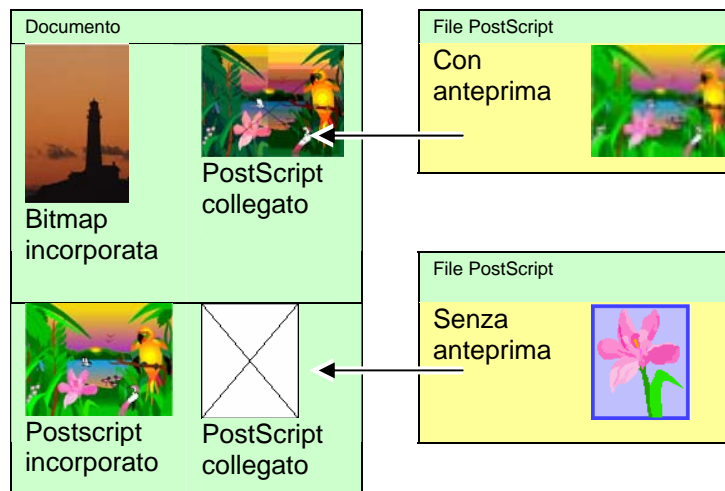 Documento
Bitmap
incorporata
PostScript
collegato
Postscript
incorporato
PostScript
collegato
File PostScript
Con
anteprima
File PostScript
Senza
anteprima